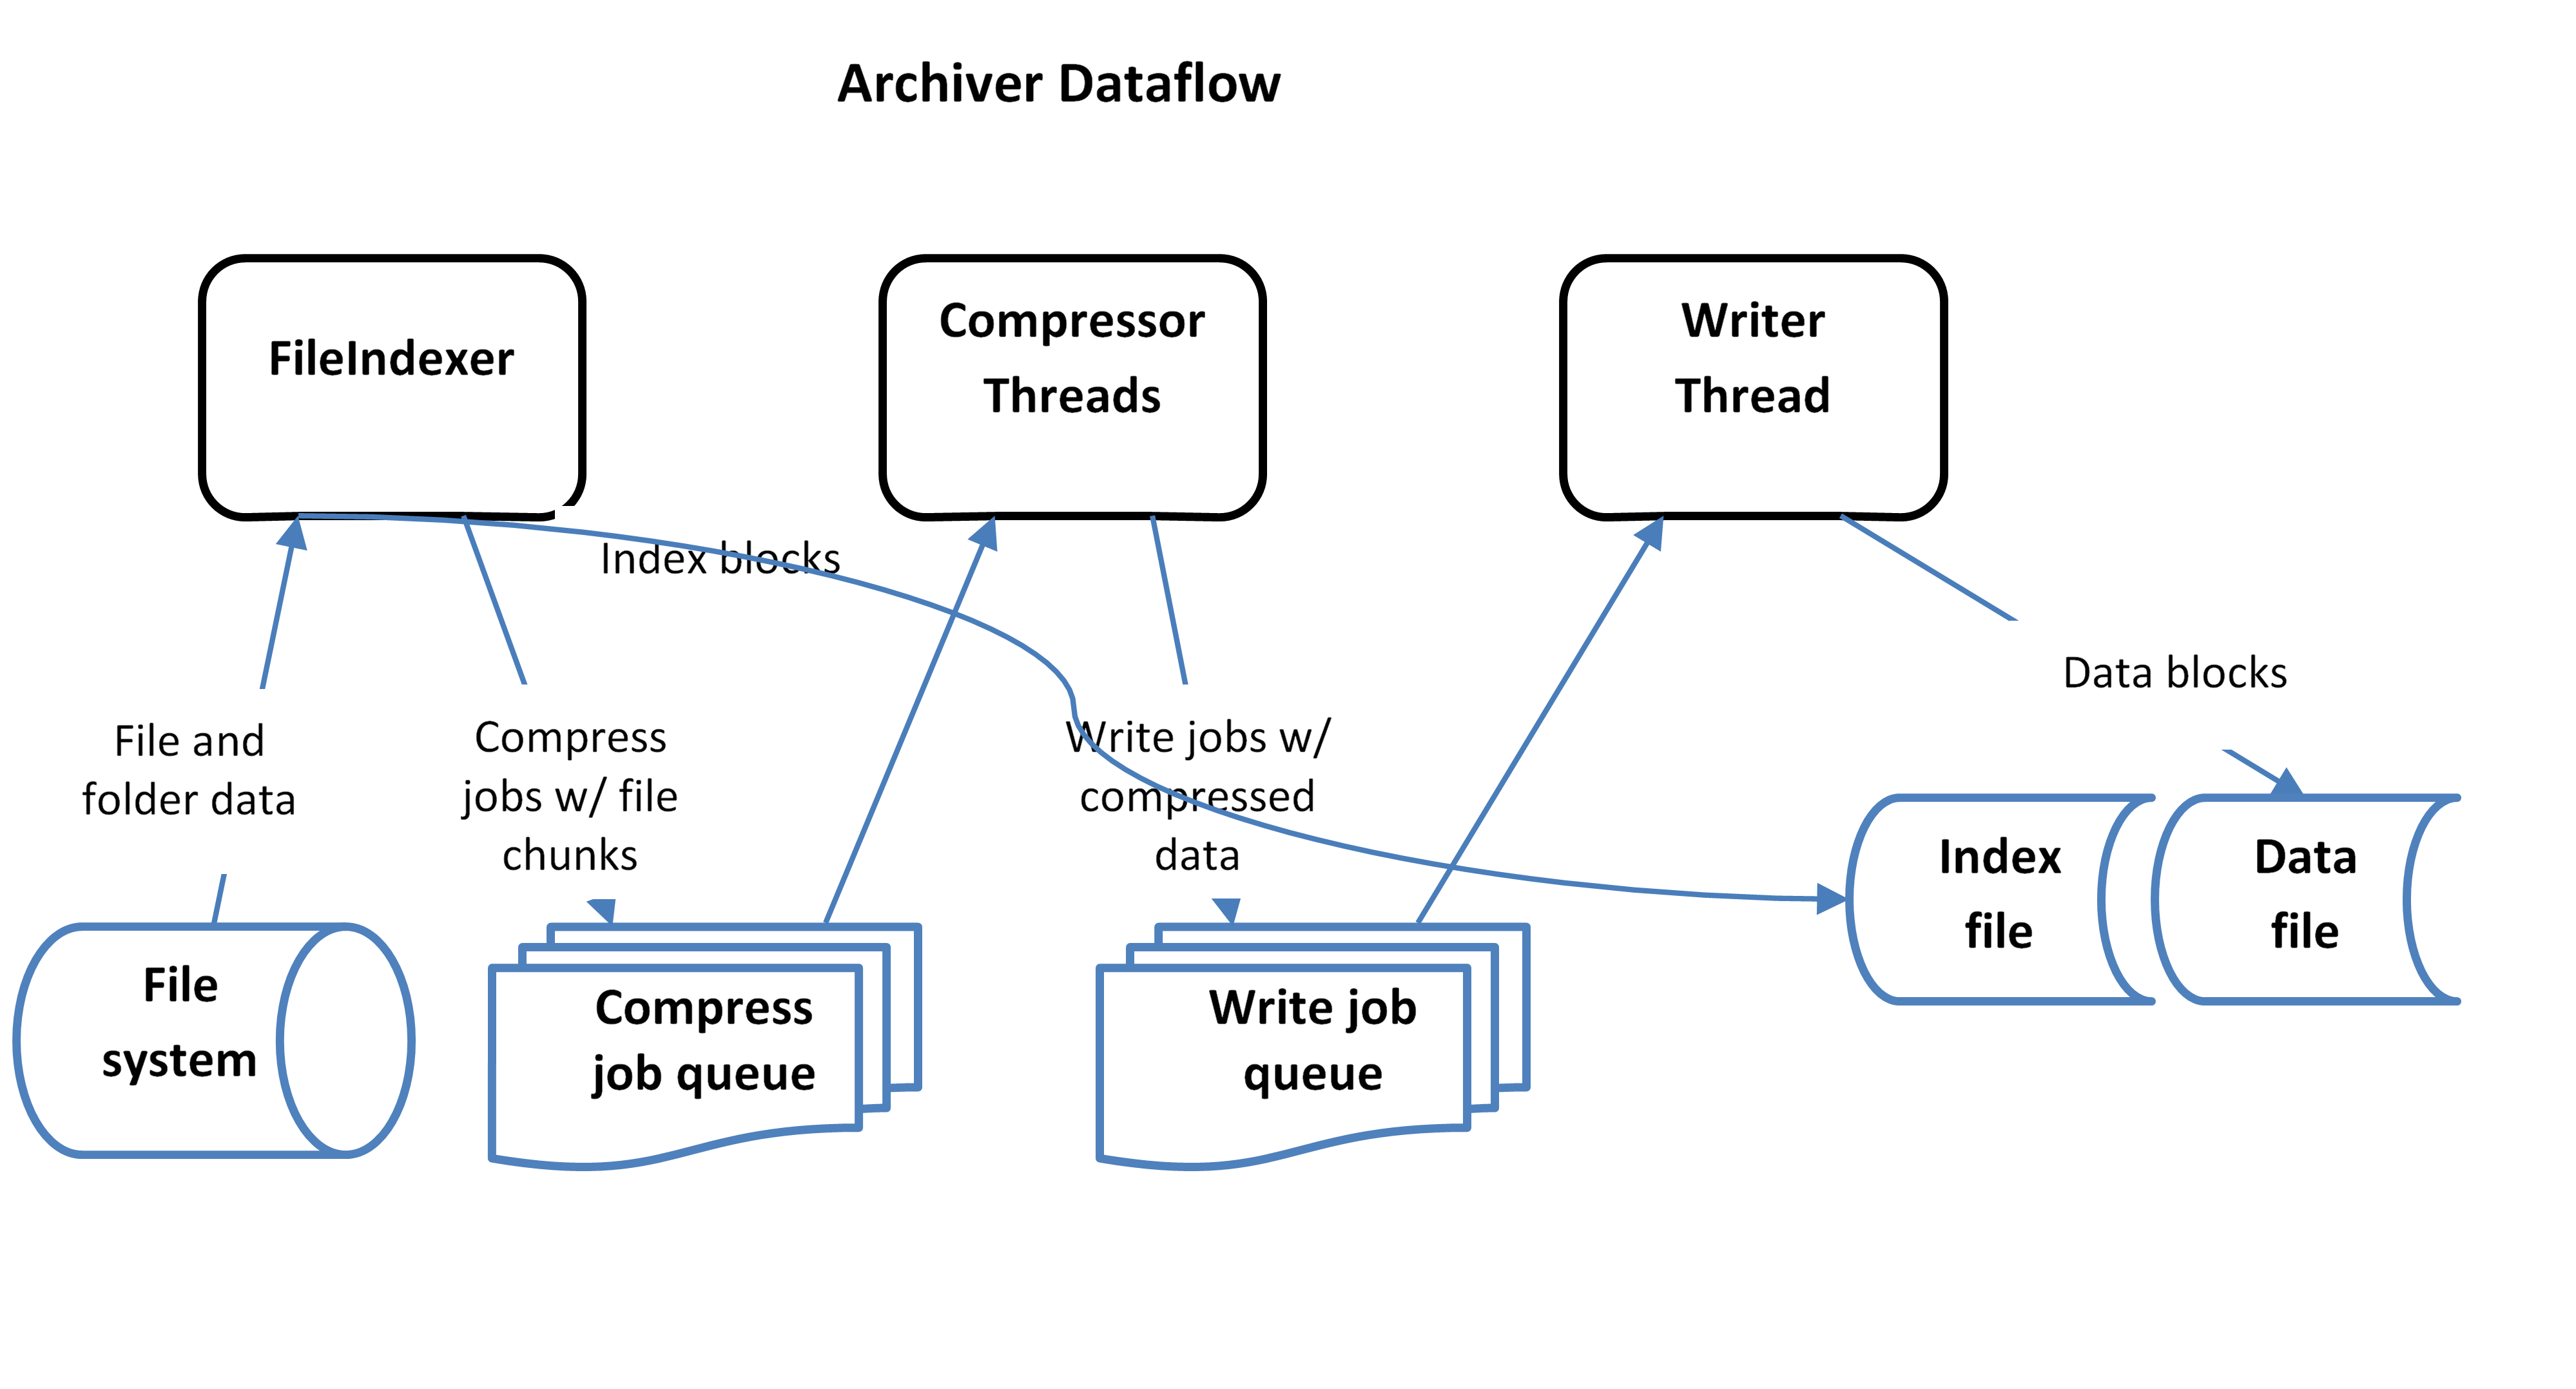 Archiver Dataflow
FileIndexer
Compressor
Threads
Writer
Thread
Index blocks
File and
folder data
Compress
jobs w/ file
chunks
Write jobs w/
compressed
data
Data blocks
File
system
Compress
job queue
Write job
queue
Index
file
Data
file